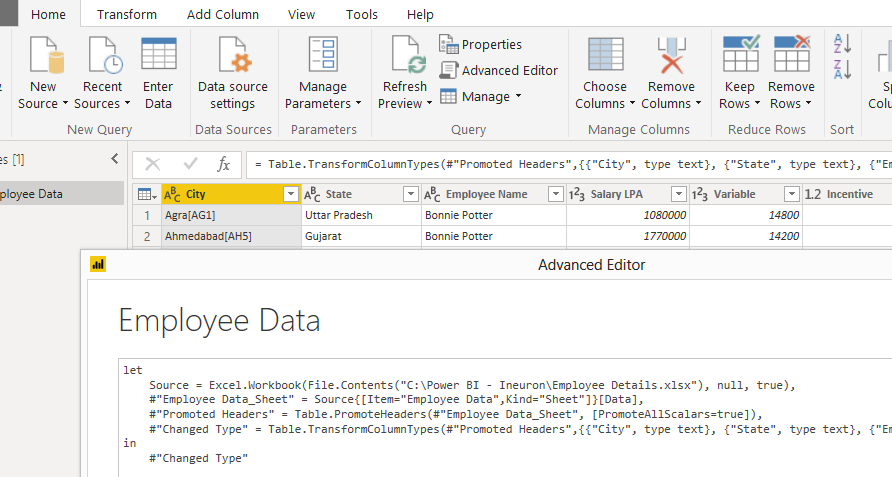 Home Transform Add Column View Tools Help
New Source Recent Sources Enter Data Data source settings Manage Parameters Refresh Preview Properties Advanced Editor Manage Choose Columns Remove Columns Keep Rows Remove Rows
New Query Data Sources Parameters Query Manage Columns Reduce Rows Sort
[1] fx = Table.TransformColumnTypes(#"Promoted Headers",{{"City", type text}, {"State", type text}, {"Em
ployee Data ABC City ABC State ABC Employee Name 123 Salary LPA 123 Variable 1.2 Incentive
1 Agra[AG1] Uttar Pradesh Bonnie Potter 1080000 14800
2 Ahmedabad[AH5] Gujarat Bonnie Potter 1770000 14200
Advanced Editor
Employee Data
let
Source = Excel.Workbook(File.Contents("C:\Power BI - Ineuron\Employee Details.xlsx"), null, true),
#"Employee Data_Sheet" = Source{[Item="Employee Data",Kind="Sheet"]}[Data],
#"Promoted Headers" = Table.PromoteHeaders(#"Employee Data_Sheet", [PromoteAllScalars=true]),
#"Changed Type" = Table.TransformColumnTypes(#"Promoted Headers",{{"City", type text}, {"State", type text}, {"Em
in
#"Changed Type"